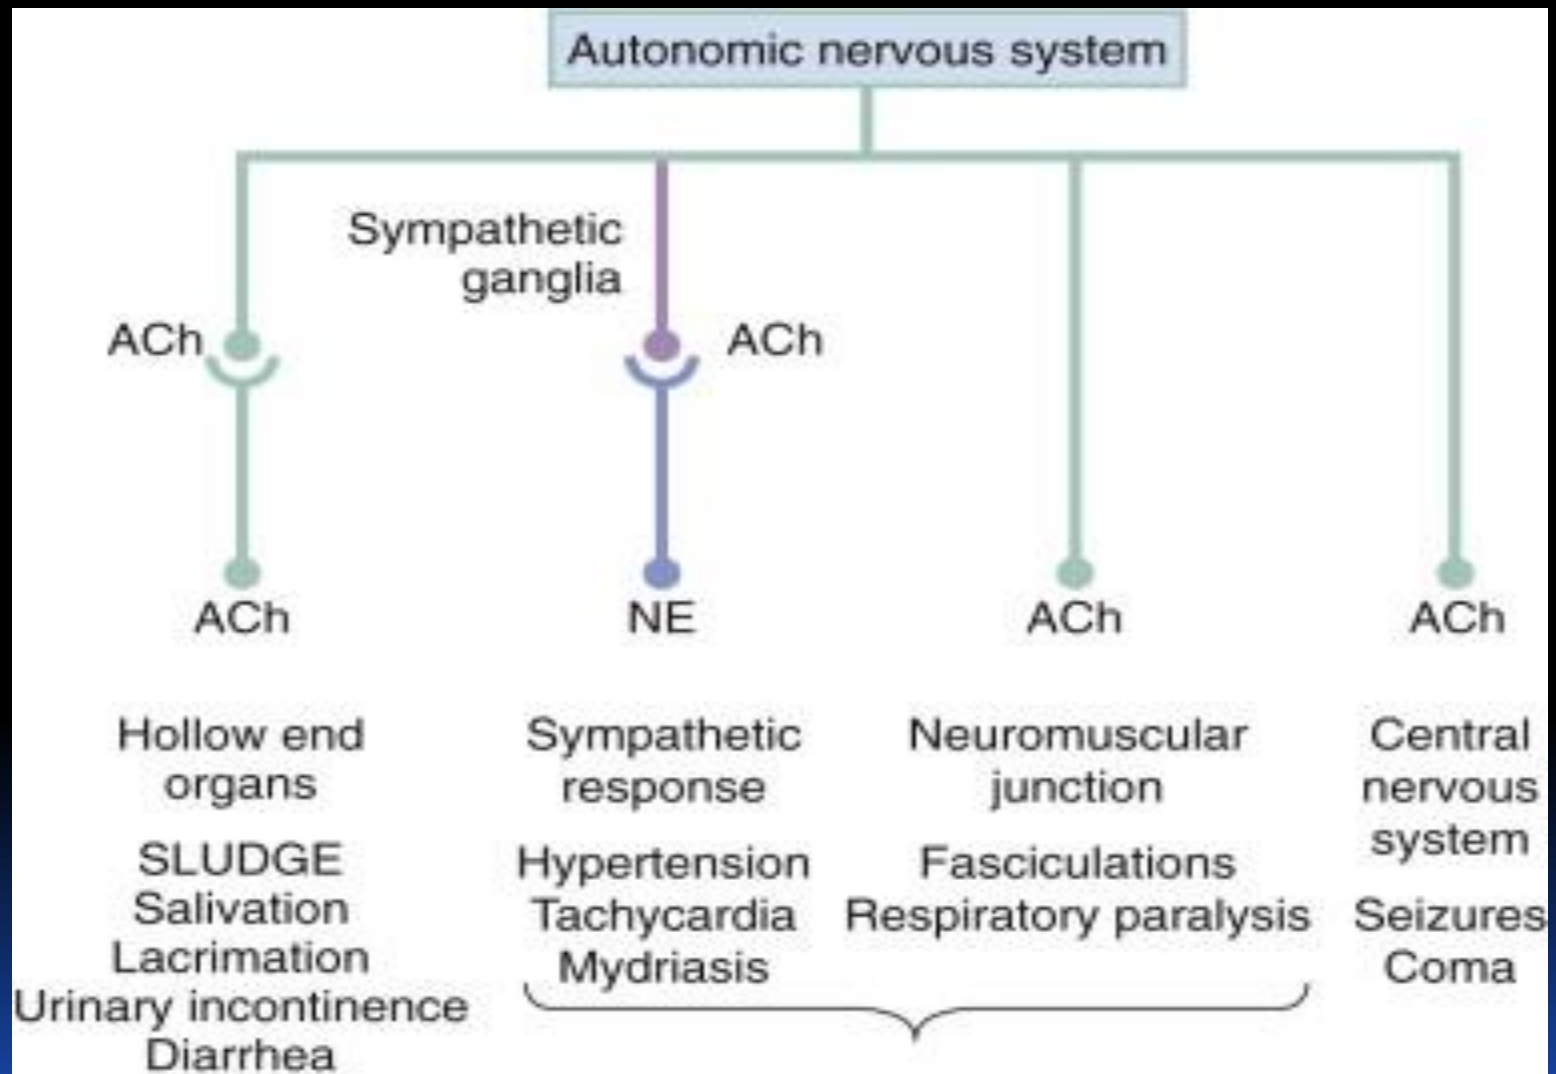 Autonomic nervous system
Sympathetic
ganglia
ACh
ACh
ACh
NE
ACh
ACh
Hollow end
organs
SLUDGE
Salivation
Lacrimation
Urinary incontinence
Diarrhea
Sympathetic
response
Hypertension
Tachycardia
Mydriasis
Neuromuscular
junction
Fasciculations
Respiratory paralysis
Central
nervous
system
Seizures
Coma